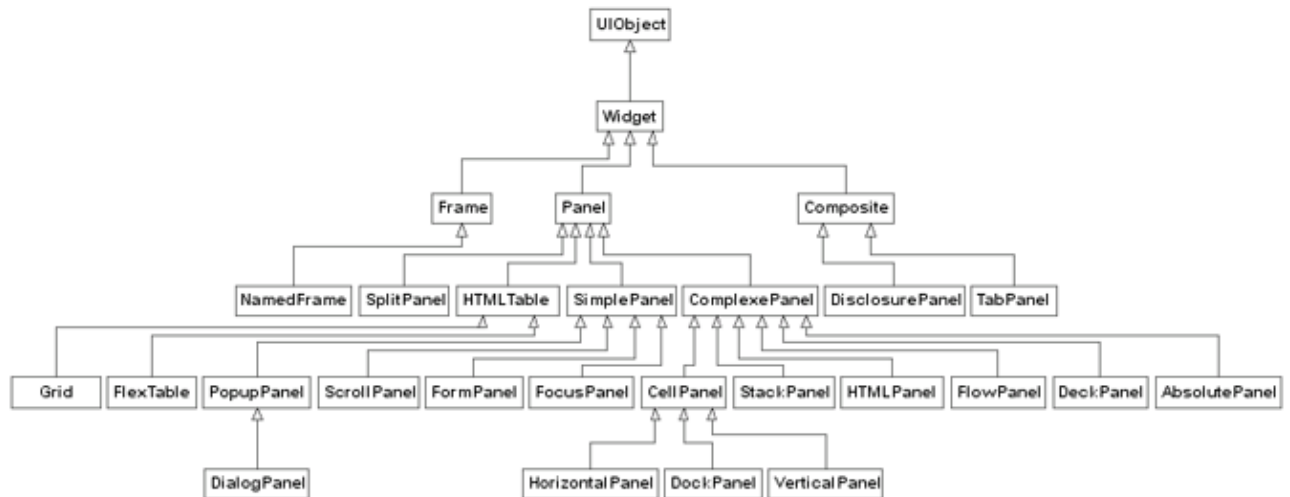 UIObject
Widget
Frame Panel Composite
NamedFrame SplitPanel HTMLTable SimplePanel ComplexePanel DisclosurePanel TabPanel
Grid FlexTable PopupPanel ScrollPanel FormPanel FocusPanel CellPanel StackPanel HTMLPanel FlowPanel DeckPanel AbsolutePanel
DialogPanel HorizontalPanel DockPanel VerticalPanel